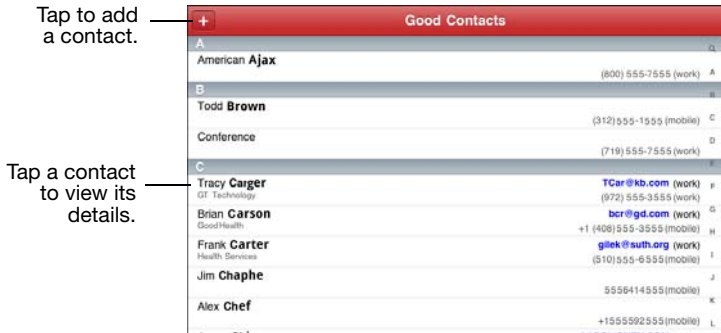 Tap to add
a contact.
+
Good Contacts
A
American Ajax
(800) 555-7555 (work)
B
Todd Brown
(312)555-1555 (mobile)
Conference
(719) 555-7555 (work)
C
Tap a contact
to view its
details.
Tracy Carger
TCar@kb.com (work)
GT Technology
(972) 555-3555 (work)
Brian Carson
bcr@gd.com (work)
Good Health
+1 (408)555-3555(mobile)
Frank Carter
gilek@suth.org (work)
Health Services
(510)555-6555(mobile)
Jim Chaphe
5556414555(mobile)
Alex Chef
+1555592555(mobile)
A
B
C
D
E
F
G
H
I
J
K
L